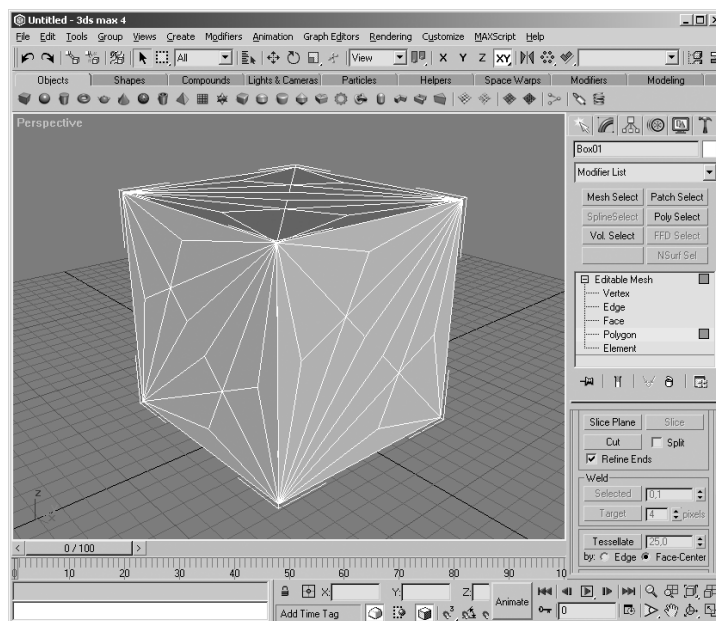 Untitled - 3ds max 4
File Edit Tools Group Views Create Modifiers Animation Graph Editors Rendering Customize MAXScript Help
All View X Y Z XY
Objects Shapes Compounds Lights & Cameras Particles Helpers Space Warps Modifiers Modeling
Perspective
Box01
Modifier List
Mesh Select Patch Select
SplineSelect Poly Select
Vol. Select FFD Select
NSurf Sel
Editable Mesh
Vertex
Edge
Face
Polygon
Element
Slice Plane Slice
Cut Split
Refine Ends
Weld
Selected 0,1
Target 4 pixels
Tessellate 25,0
by: Edge Face-Center
z
x
< 0 / 100 >
10 20 30 40 50 60 70 80 90 10
X: Y: Z:
Animate
Add Time Tag
0